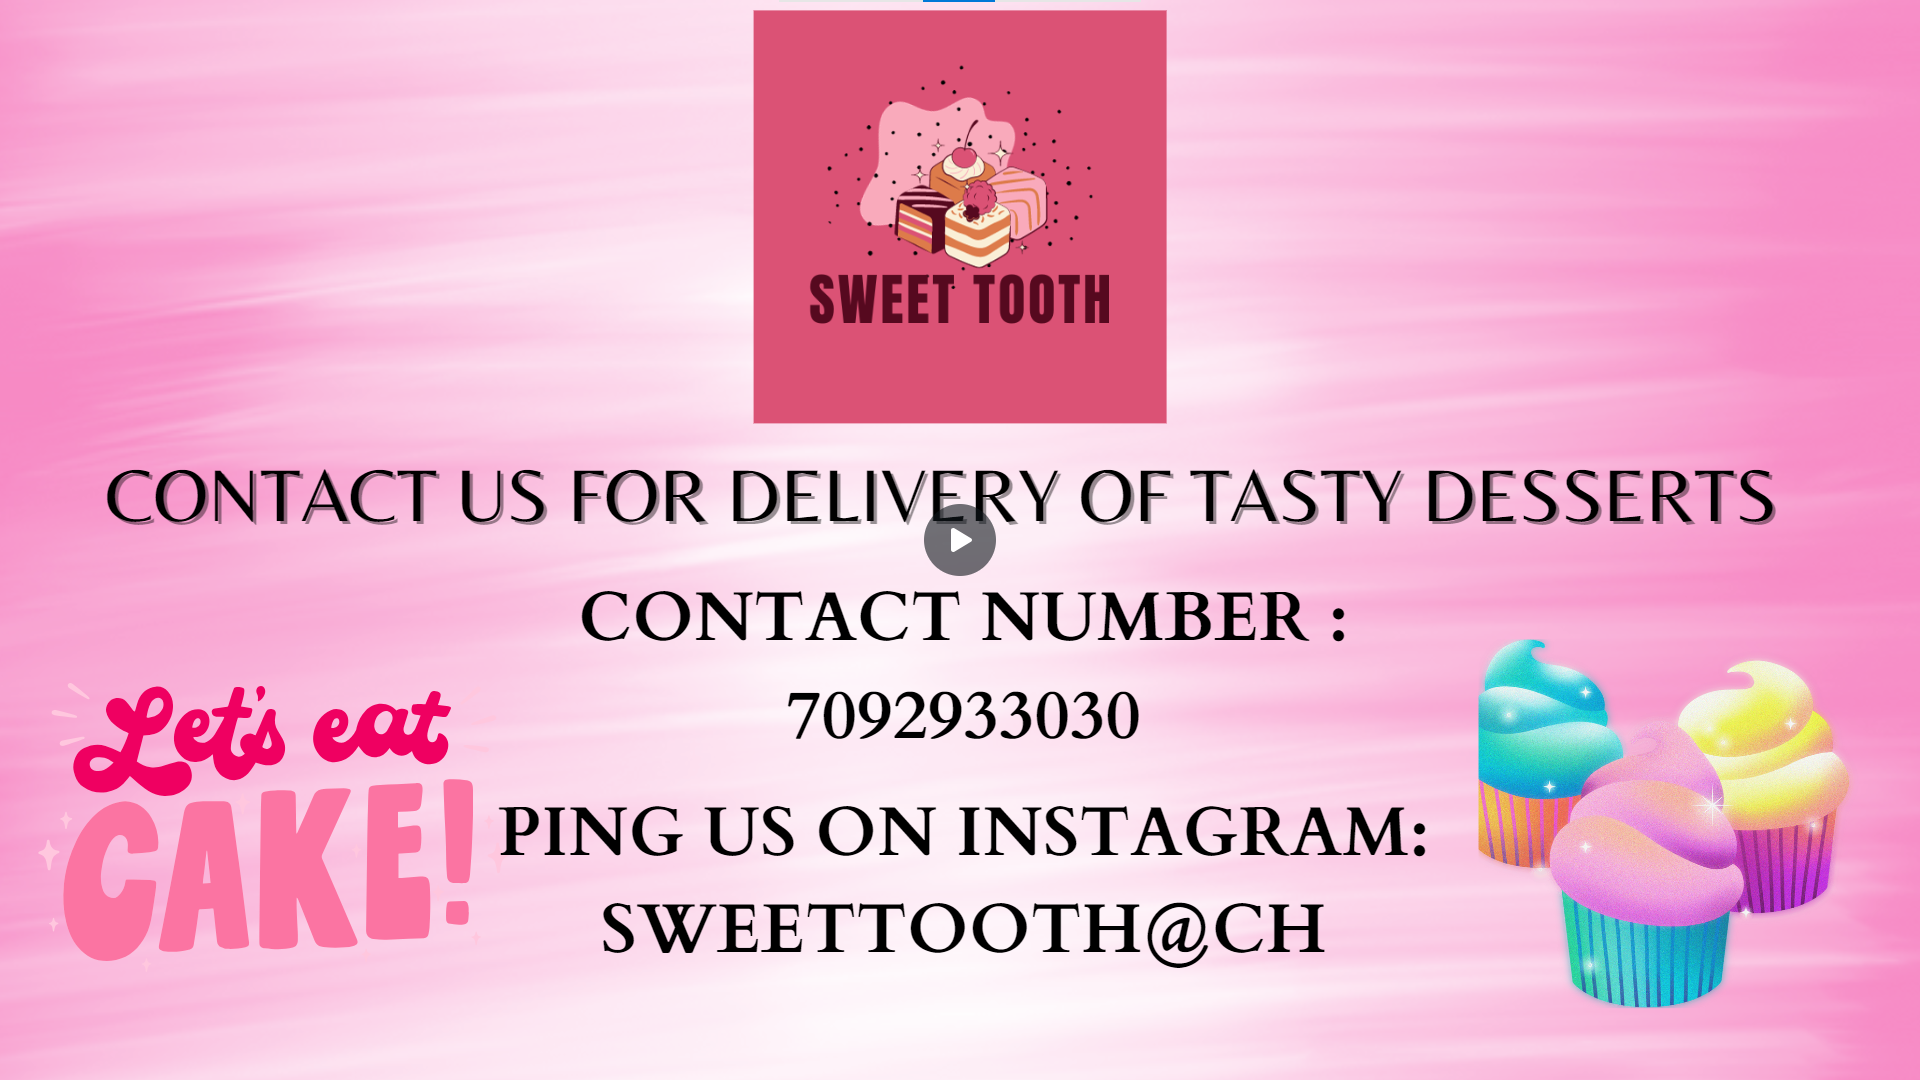 SWEET TOOTH
CONTACT US FOR DELIVERY OF TASTY DESSERTS
CONTACT NUMBER :
7092933030
Let's eat
CAKE!
PING US ON INSTAGRAM:
SWEETTOOTH@CH